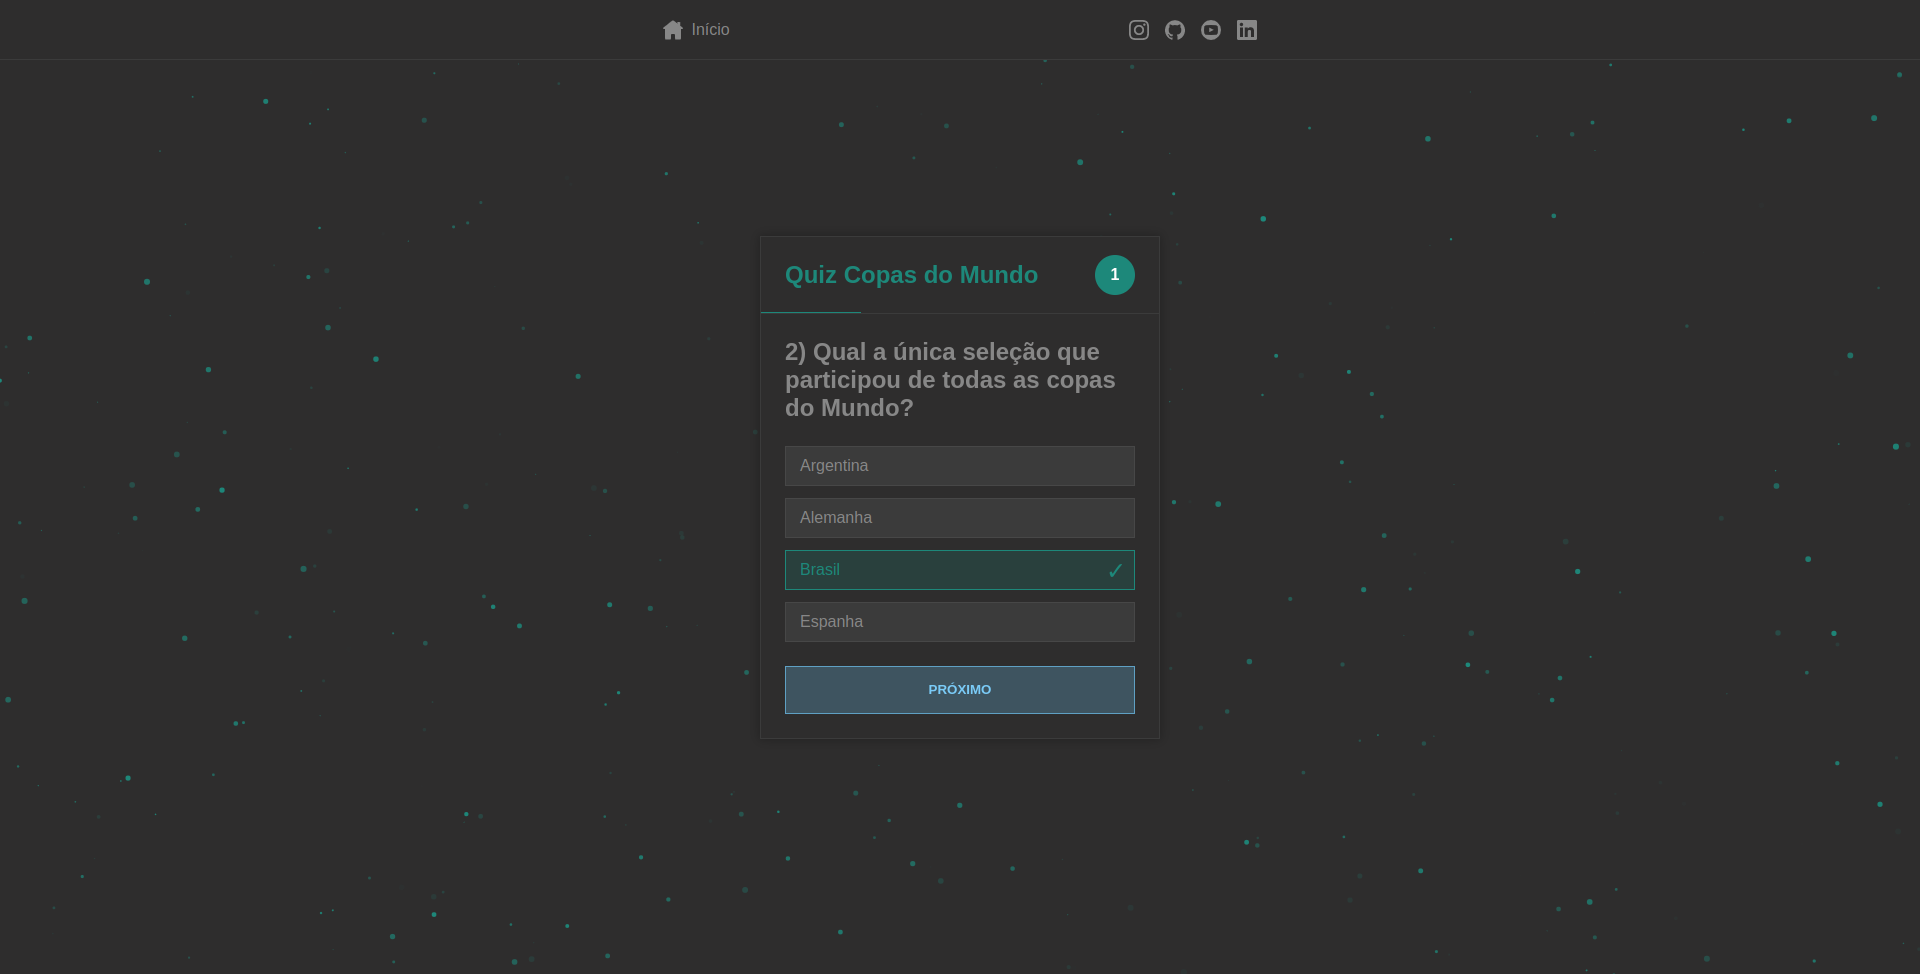 Início
Quiz Copas do Mundo
1
2) Qual a única seleção que
participou de todas as copas
do Mundo?
Argentina
Alemanha
Brasil ✓
Espanha
PRÓXIMO